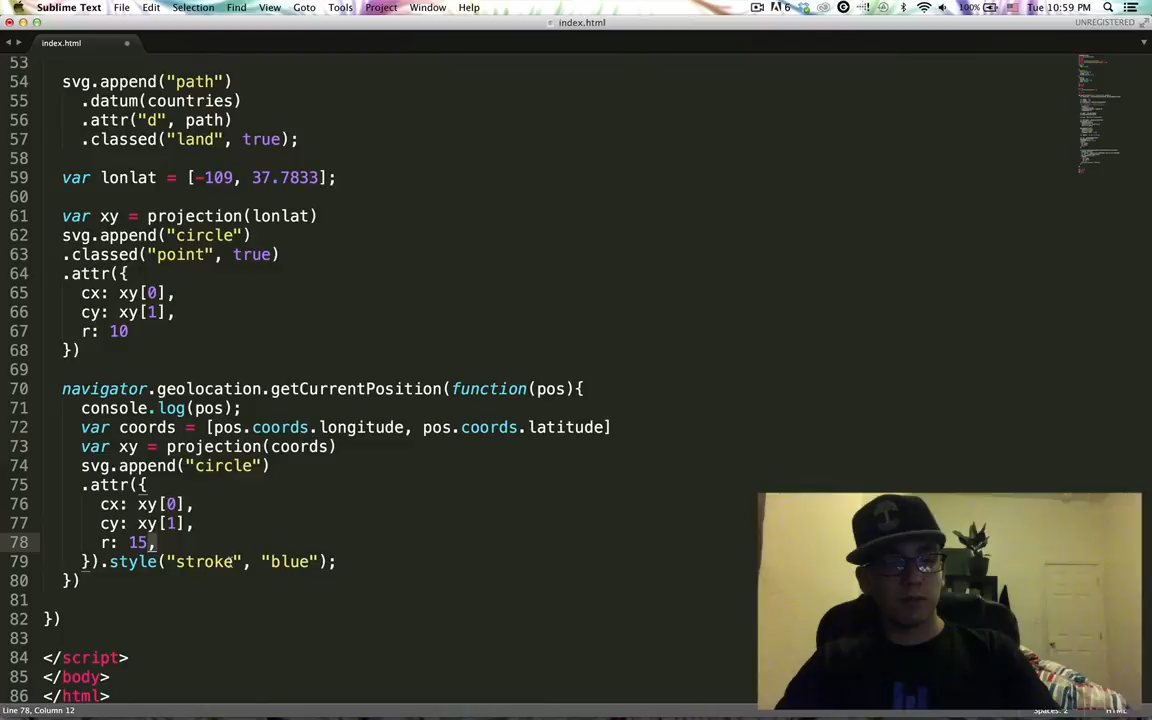 Sublime Text File Edit Selection Find View Goto Tools Project Window Help 6 100% Tue 10:59 PM
index.html UNREGISTERED
index.html
53
54 svg.append("path")
55 .datum(countries)
56 .attr("d", path)
57 .classed("land", true);
58
59 var lonlat = [-109, 37.7833];
60
61 var xy = projection(lonlat)
62 svg.append("circle")
63 .classed("point", true)
64 .attr({
65 cx: xy[0],
66 cy: xy[1],
67 r: 10
68 })
69
70 navigator.geolocation.getCurrentPosition(function(pos){
71 console.log(pos);
72 var coords = [pos.coords.longitude, pos.coords.latitude]
73 var xy = projection(coords)
74 svg.append("circle")
75 .attr({
76 cx: xy[0],
77 cy: xy[1],
78 r: 15,
79 }).style("stroke", "blue");
80 })
81
82 })
83
84 </script>
85 </body>
86 </html>
Line 78, Column 12